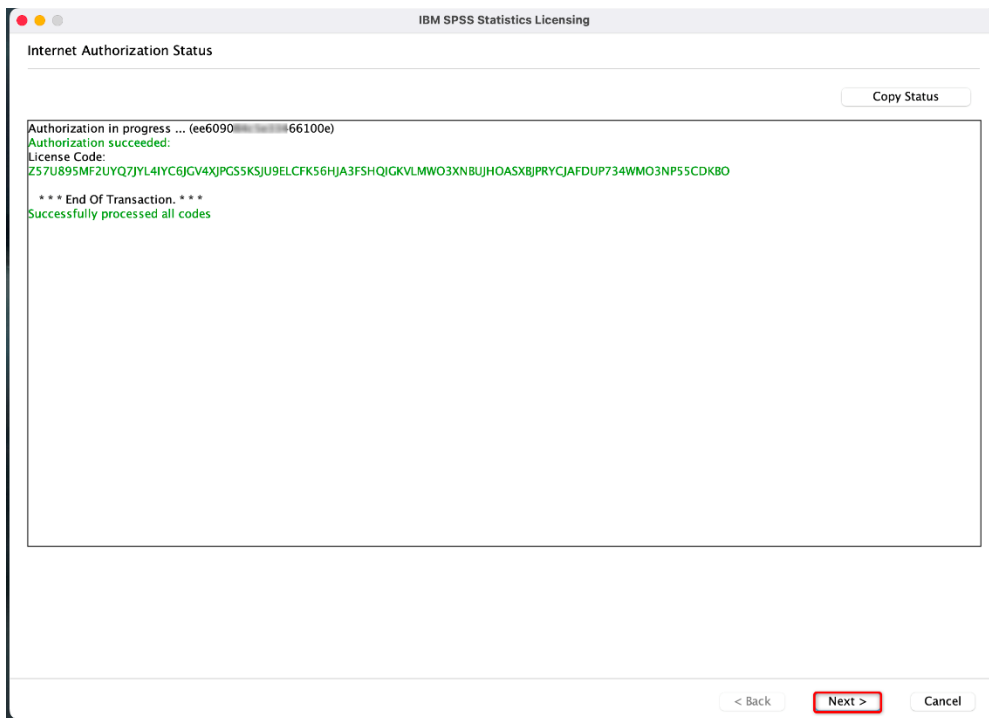 IBM SPSS Statistics Licensing
Internet Authorization Status
Copy Status
Authorization in progress ... (ee6090 66100e)
Authorization succeeded:
License Code:
Z57U895MF2UYQ7JYL4IYC6JGV4XJPGS5KSJU9ELCFK56HJA3FSHQIGKVLMWO3XNBUJHOASXBJPRYCJAFDUP734WMO3NP55CDKBO
* * * End Of Transaction. * * *
Successfully processed all codes
< Back
Next >
Cancel